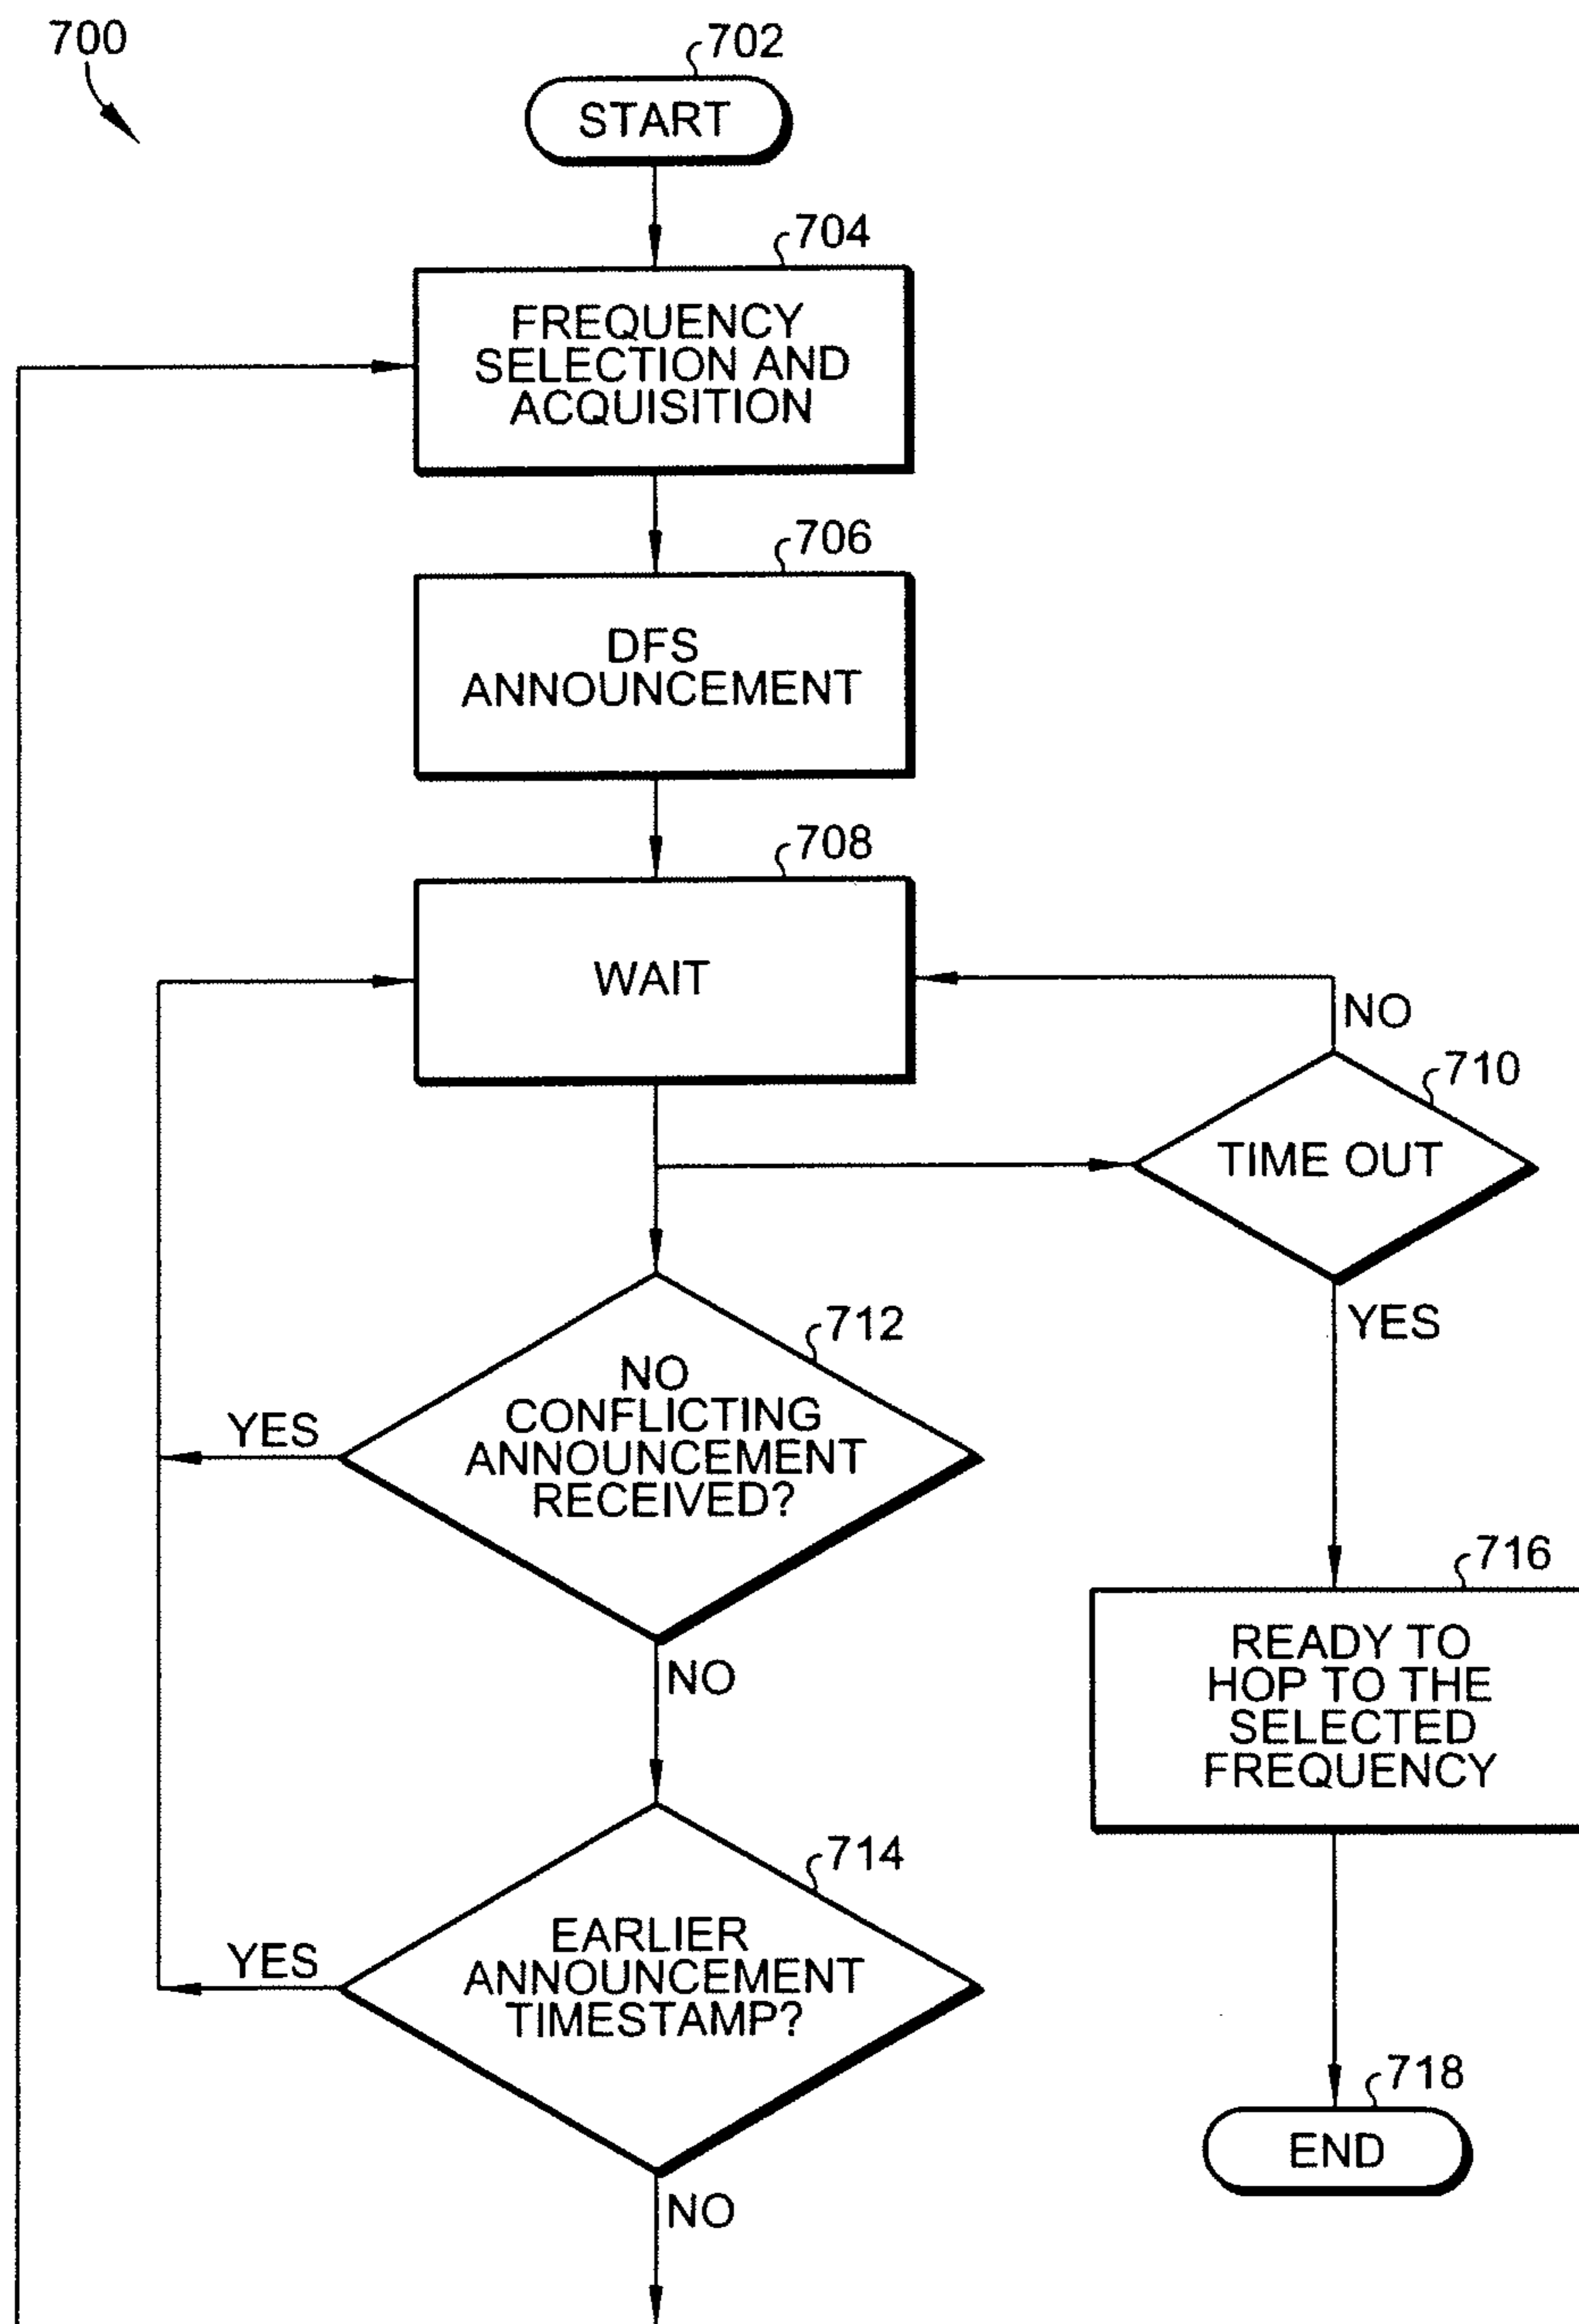 700
702
START
704
FREQUENCY
SELECTION AND
ACQUISITION
706
DFS
ANNOUNCEMENT
708
WAIT
NO
710
TIME OUT
YES
712
NO
CONFLICTING
ANNOUNCEMENT
RECEIVED?
YES
NO
716
READY TO
HOP TO THE
SELECTED
FREQUENCY
714
EARLIER
ANNOUNCEMENT
TIMESTAMP?
YES
NO
718
END